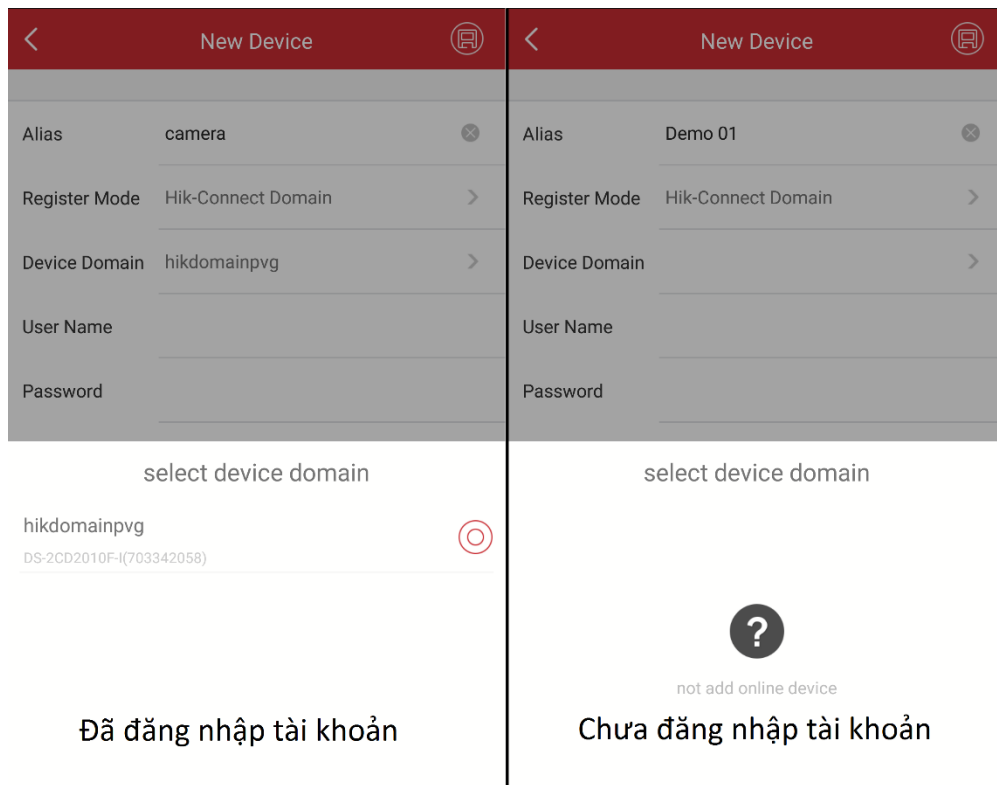 New Device
Alias camera
Register Mode Hik-Connect Domain
Device Domain hikdomainpvg
User Name
Password
select device domain
hikdomainpvg
DS-2CD2010F-I(703342058)
Đã đăng nhập tài khoản
New Device
Alias Demo 01
Register Mode Hik-Connect Domain
Device Domain
User Name
Password
select device domain
?
not add online device
Chưa đăng nhập tài khoản